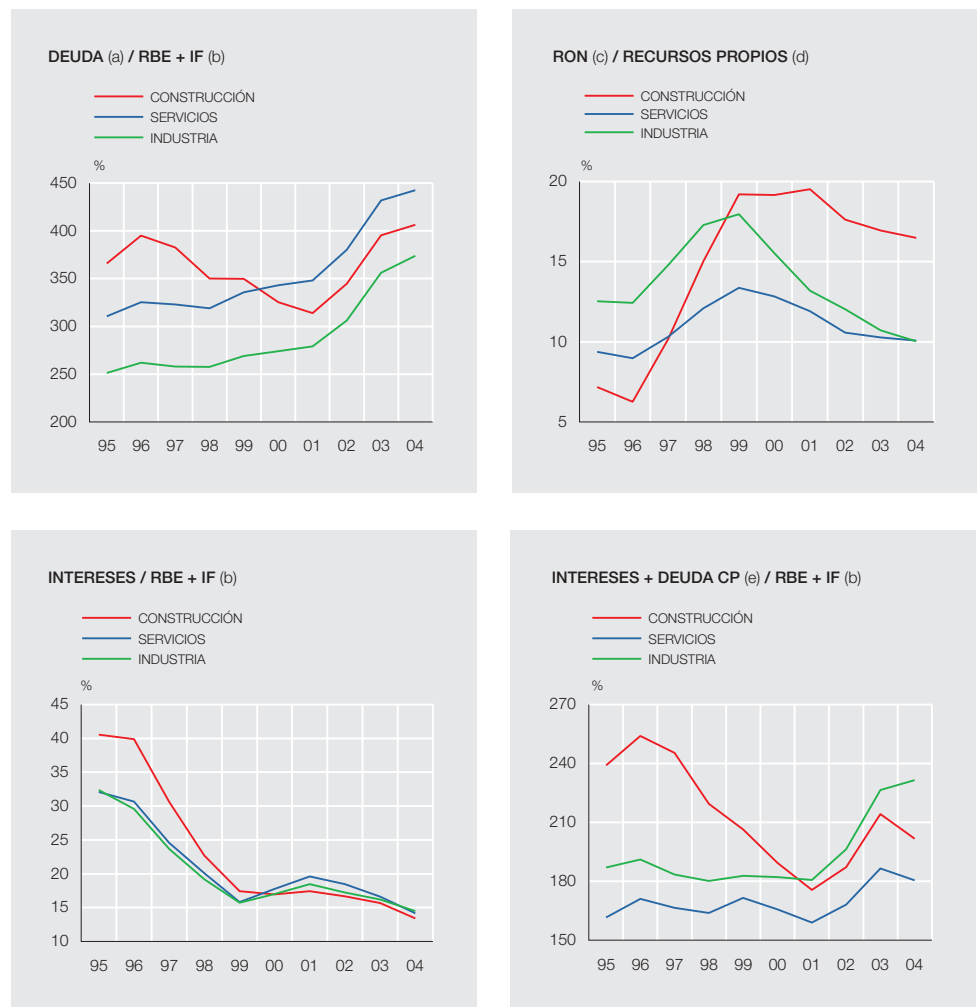 DEUDA (a) / RBE + IF (b)
CONSTRUCCIÓN
SERVICIOS
INDUSTRIA
%
450
400
350
300
250
200
95 96 97 98 99 00 01 02 03 04
RON (c) / RECURSOS PROPIOS (d)
CONSTRUCCIÓN
SERVICIOS
INDUSTRIA
%
20
15
10
5
95 96 97 98 99 00 01 02 03 04
INTERESES / RBE + IF (b)
CONSTRUCCIÓN
SERVICIOS
INDUSTRIA
%
45
40
35
30
25
20
15
10
95 96 97 98 99 00 01 02 03 04
INTERESES + DEUDA CP (e) / RBE + IF (b)
CONSTRUCCIÓN
SERVICIOS
INDUSTRIA
%
270
240
210
180
150
95 96 97 98 99 00 01 02 03 04